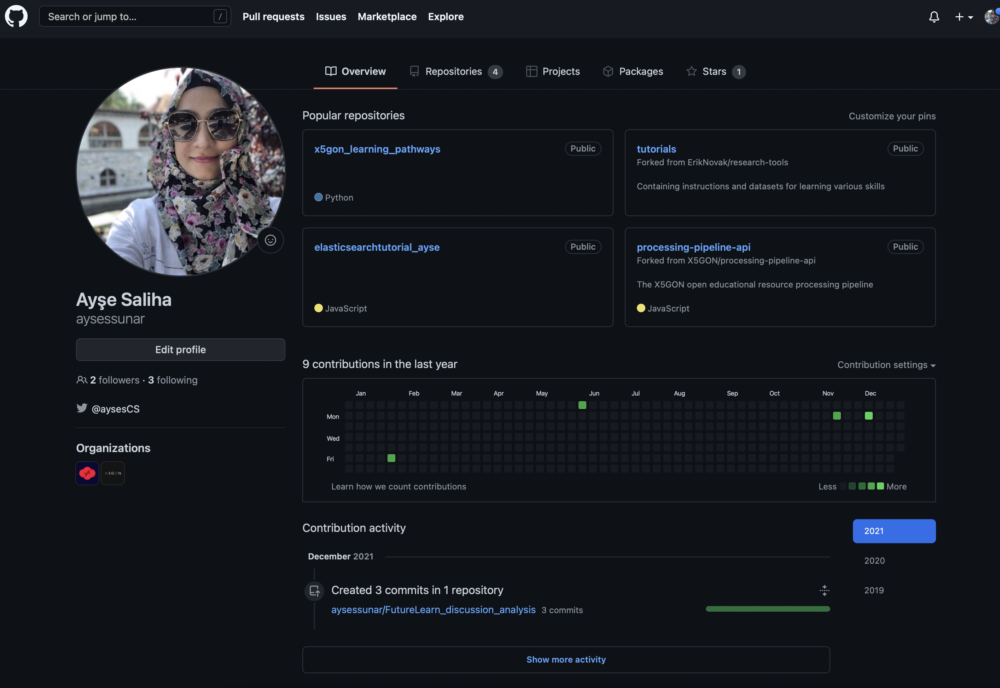 Search or jump to... /
Pull requests Issues Marketplace Explore
Overview Repositories 4 Projects Packages Stars 1
Ayşe Saliha
aysessunar
Edit profile
2 followers · 3 following
@aysesCS
Organizations
X5GON
Popular repositories
Customize your pins
x5gon_learning_pathways Public
Python
tutorials Public
Forked from ErikNovak/research-tools
Containing instructions and datasets for learning various skills
elasticsearchtutorial_ayse Public
JavaScript
processing-pipeline-api Public
Forked from X5GON/processing-pipeline-api
The X5GON open educational resource processing pipeline
JavaScript
9 contributions in the last year
Contribution settings
Jan Feb Mar Apr May Jun Jul Aug Sep Oct Nov Dec
Mon
Wed
Fri
Learn how we count contributions
Less More
Contribution activity
2021
2020
2019
December 2021
Created 3 commits in 1 repository
aysessunar/FutureLearn_discussion_analysis 3 commits
Show more activity